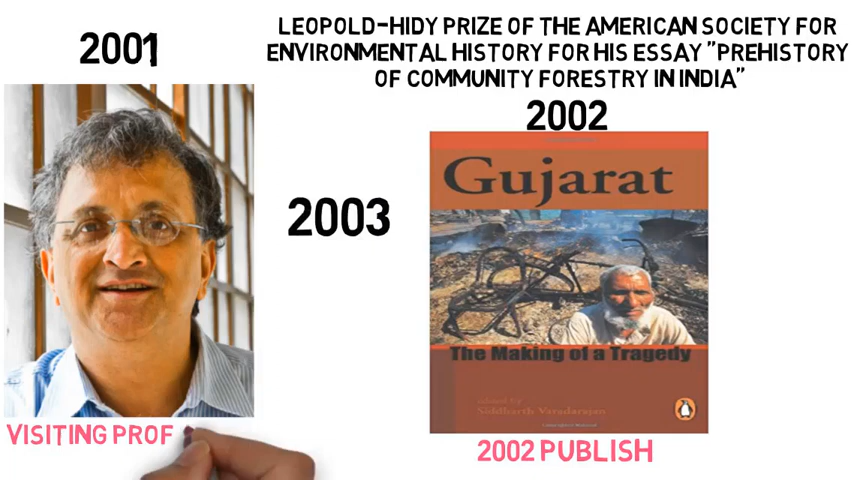 2001
LEOPOLD-HIDY PRIZE OF THE AMERICAN SOCIETY FOR
ENVIRONMENTAL HISTORY FOR HIS ESSAY "PREHISTORY
OF COMMUNITY FORESTRY IN INDIA"
2002
Gujarat
2003
The Making of a Tragedy
Siddharth Varadarajan
VISITING PROF
2002 PUBLISH